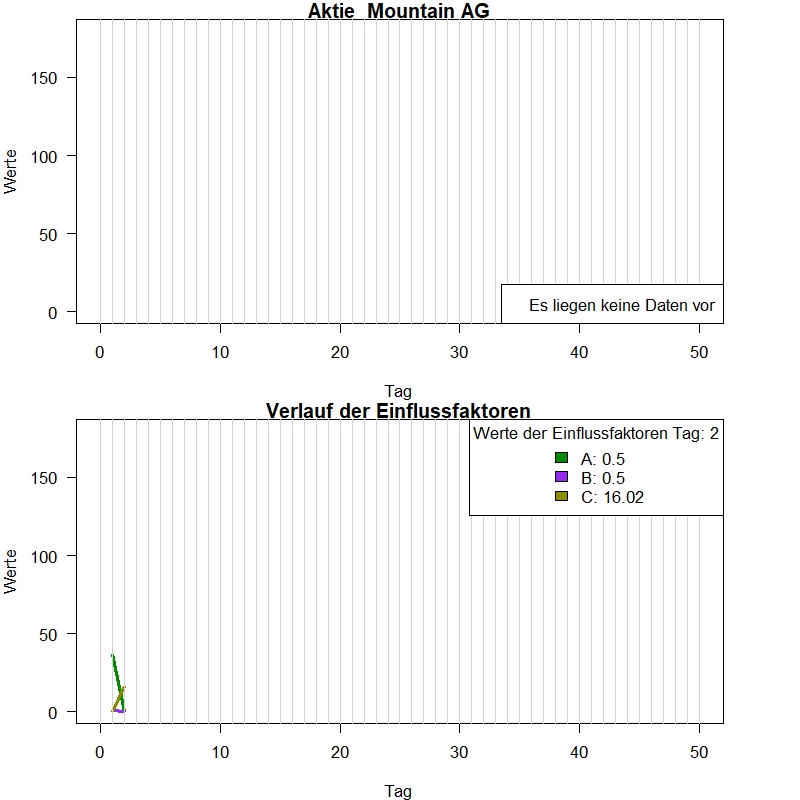 Aktie  Mountain AG
Werte
150
100
50
0
Es liegen keine Daten vor
0 10 20 30 40 50
Tag
Verlauf der Einflussfaktoren
Werte der Einflussfaktoren Tag: 2
A: 0.5
B: 0.5
C: 16.02
Werte
150
100
50
0
0 10 20 30 40 50
Tag